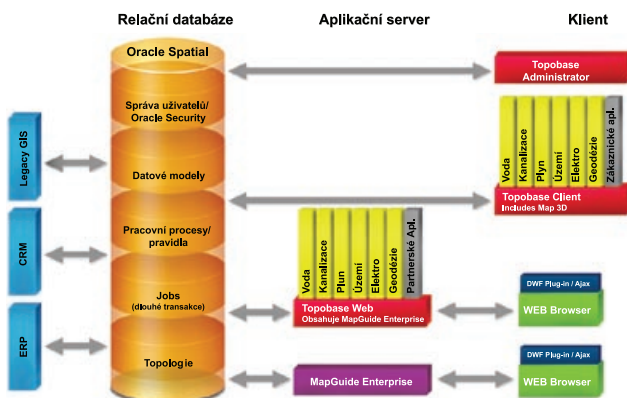 Relační databáze
Aplikační server
Klient
Oracle Spatial
Správa uživatelů/
Oracle Security
Datové modely
Pracovní procesy/
pravidla
Jobs
(dlouhé transakce)
Topologie
Legacy GIS
CRM
ERP
Voda
Kanalizace
Plun
Území
Elektro
Geodézie
Partnerské Apl.
Topobase Web
Obsahuje MapGuide Enterprise
MapGuide Enterprise
Topobase
Administrator
Voda
Kanalizace
Plyn
Území
Elektro
Geodézie
Zákaznické apl.
Topobase Client
Includes Map 3D
DWF Plug-in / Ajax
WEB Browser
DWF Plug-in / Ajax
WEB Browser